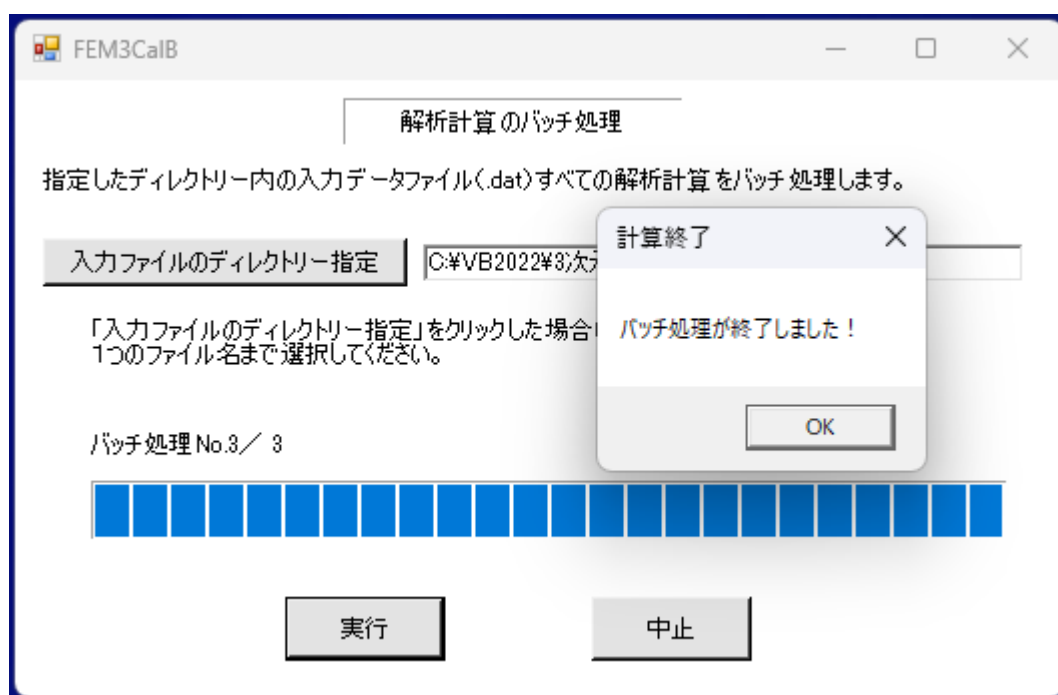 FEM3CalB
解析計算のバッチ処理
指定したディレクトリー内の入力データファイル(.dat)すべての解析計算をバッチ処理します。
入力ファイルのディレクトリー指定
C:¥VB2022¥3次元
「入力ファイルのディレクトリー指定」をクリックした場合
1つのファイル名まで選択してください。
計算終了
バッチ処理が終了しました！
OK
バッチ処理No.3／ 3
実行
中止